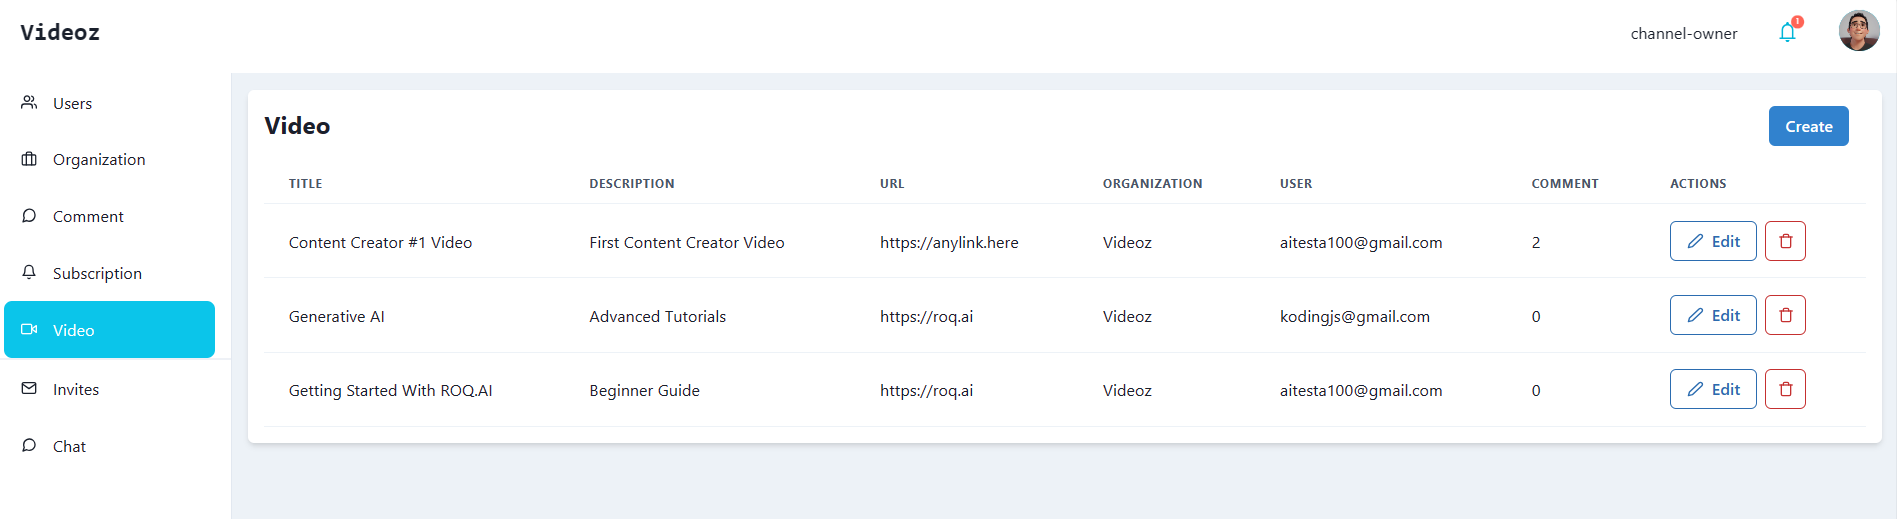 Videoz
channel-owner
1
Users
Organization
Comment
Subscription
Video
Invites
Chat
Video
Create
TITLE DESCRIPTION URL ORGANIZATION USER COMMENT ACTIONS
Content Creator #1 Video First Content Creator Video https://anylink.here Videoz aitesta100@gmail.com 2 Edit
Generative AI Advanced Tutorials https://roq.ai Videoz kodingjs@gmail.com 0 Edit
Getting Started With ROQ.AI Beginner Guide https://roq.ai Videoz aitesta100@gmail.com 0 Edit